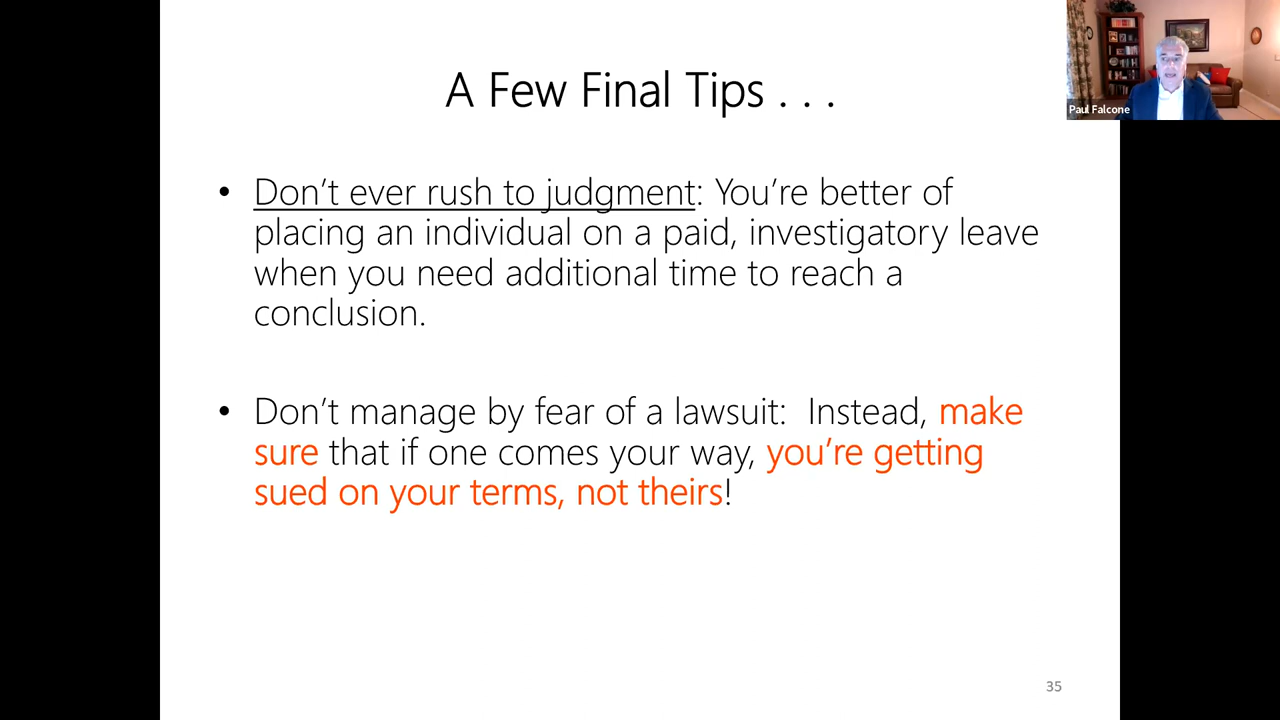 A Few Final Tips . . .
Paul Falcone
• Don't ever rush to judgment: You're better of
placing an individual on a paid, investigatory leave
when you need additional time to reach a
conclusion.
• Don't manage by fear of a lawsuit:  Instead, make
sure that if one comes your way, you're getting
sued on your terms, not theirs!
35